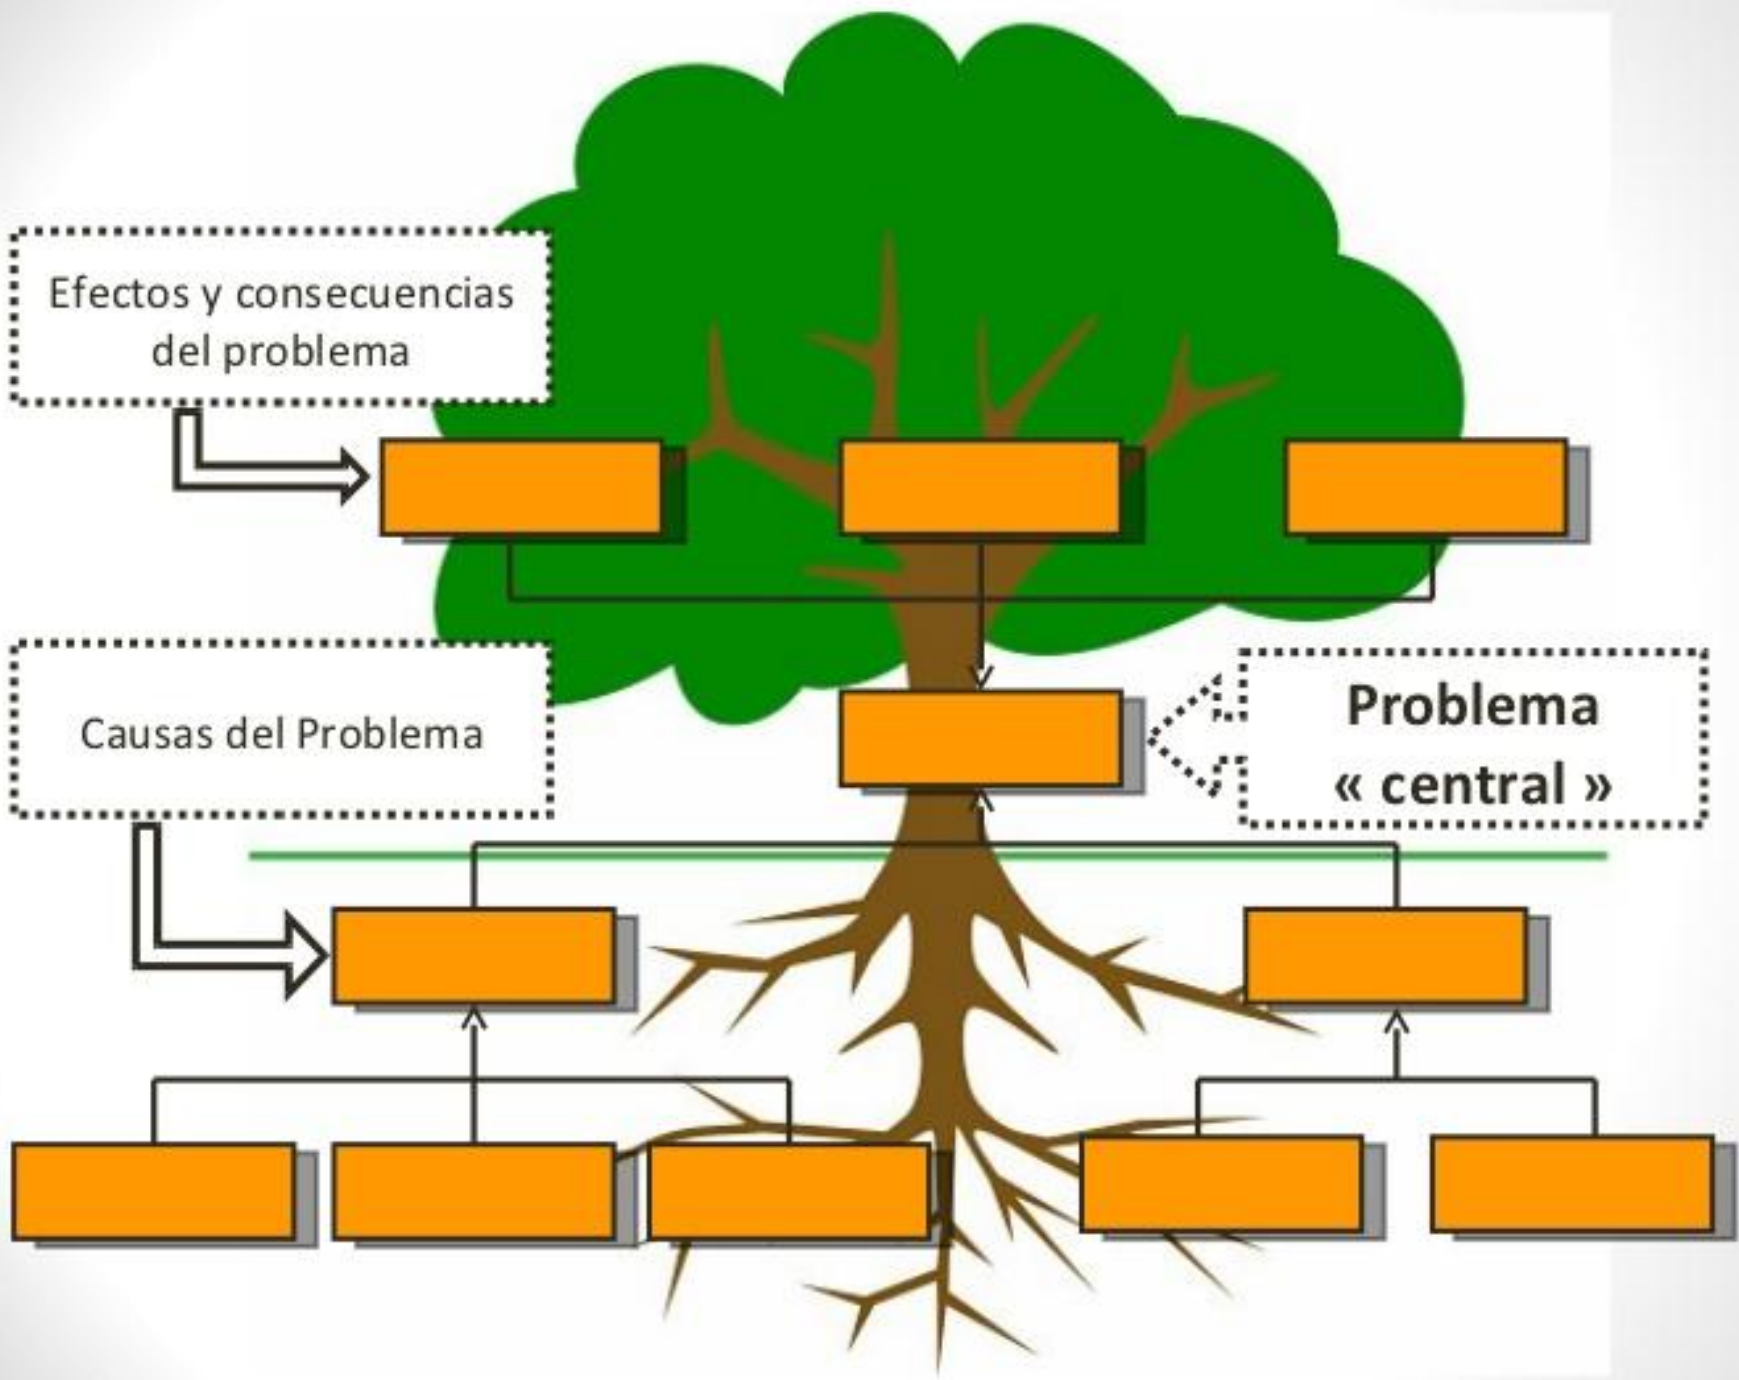 Efectos y consecuencias
del problema
Causas del Problema
Problema
« central »